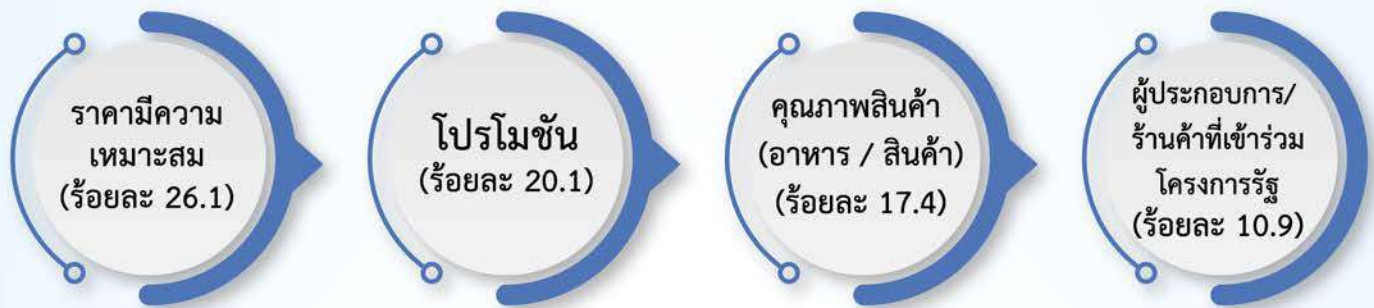 ราคามีความ
เหมาะสม
(ร้อยละ 26.1)
โปรโมชัน
(ร้อยละ 20.1)
คุณภาพสินค้า
(อาหาร / สินค้า)
(ร้อยละ 17.4)
ผู้ประกอบการ/
ร้านค้าที่เข้าร่วม
โครงการรัฐ
(ร้อยละ 10.9)